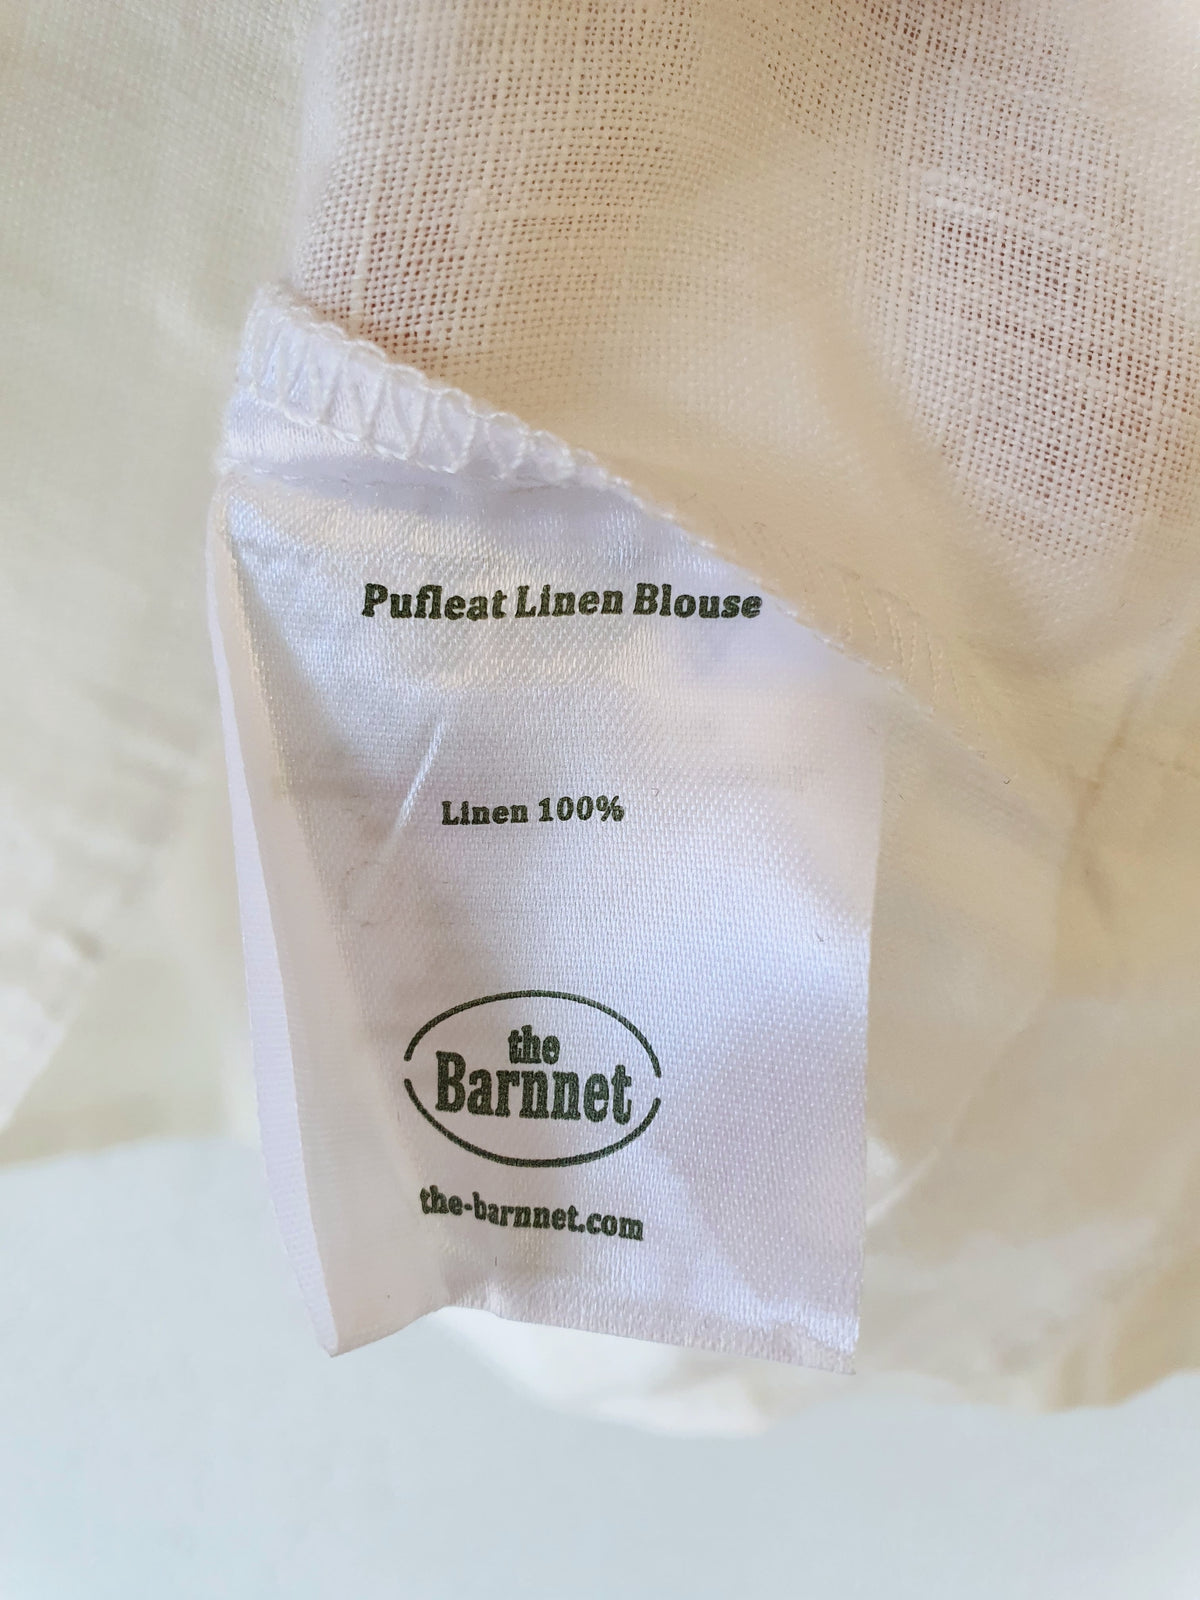 Pufleat Linen Blouse
Linen 100%
the
Barnnet
the-barnnet.com